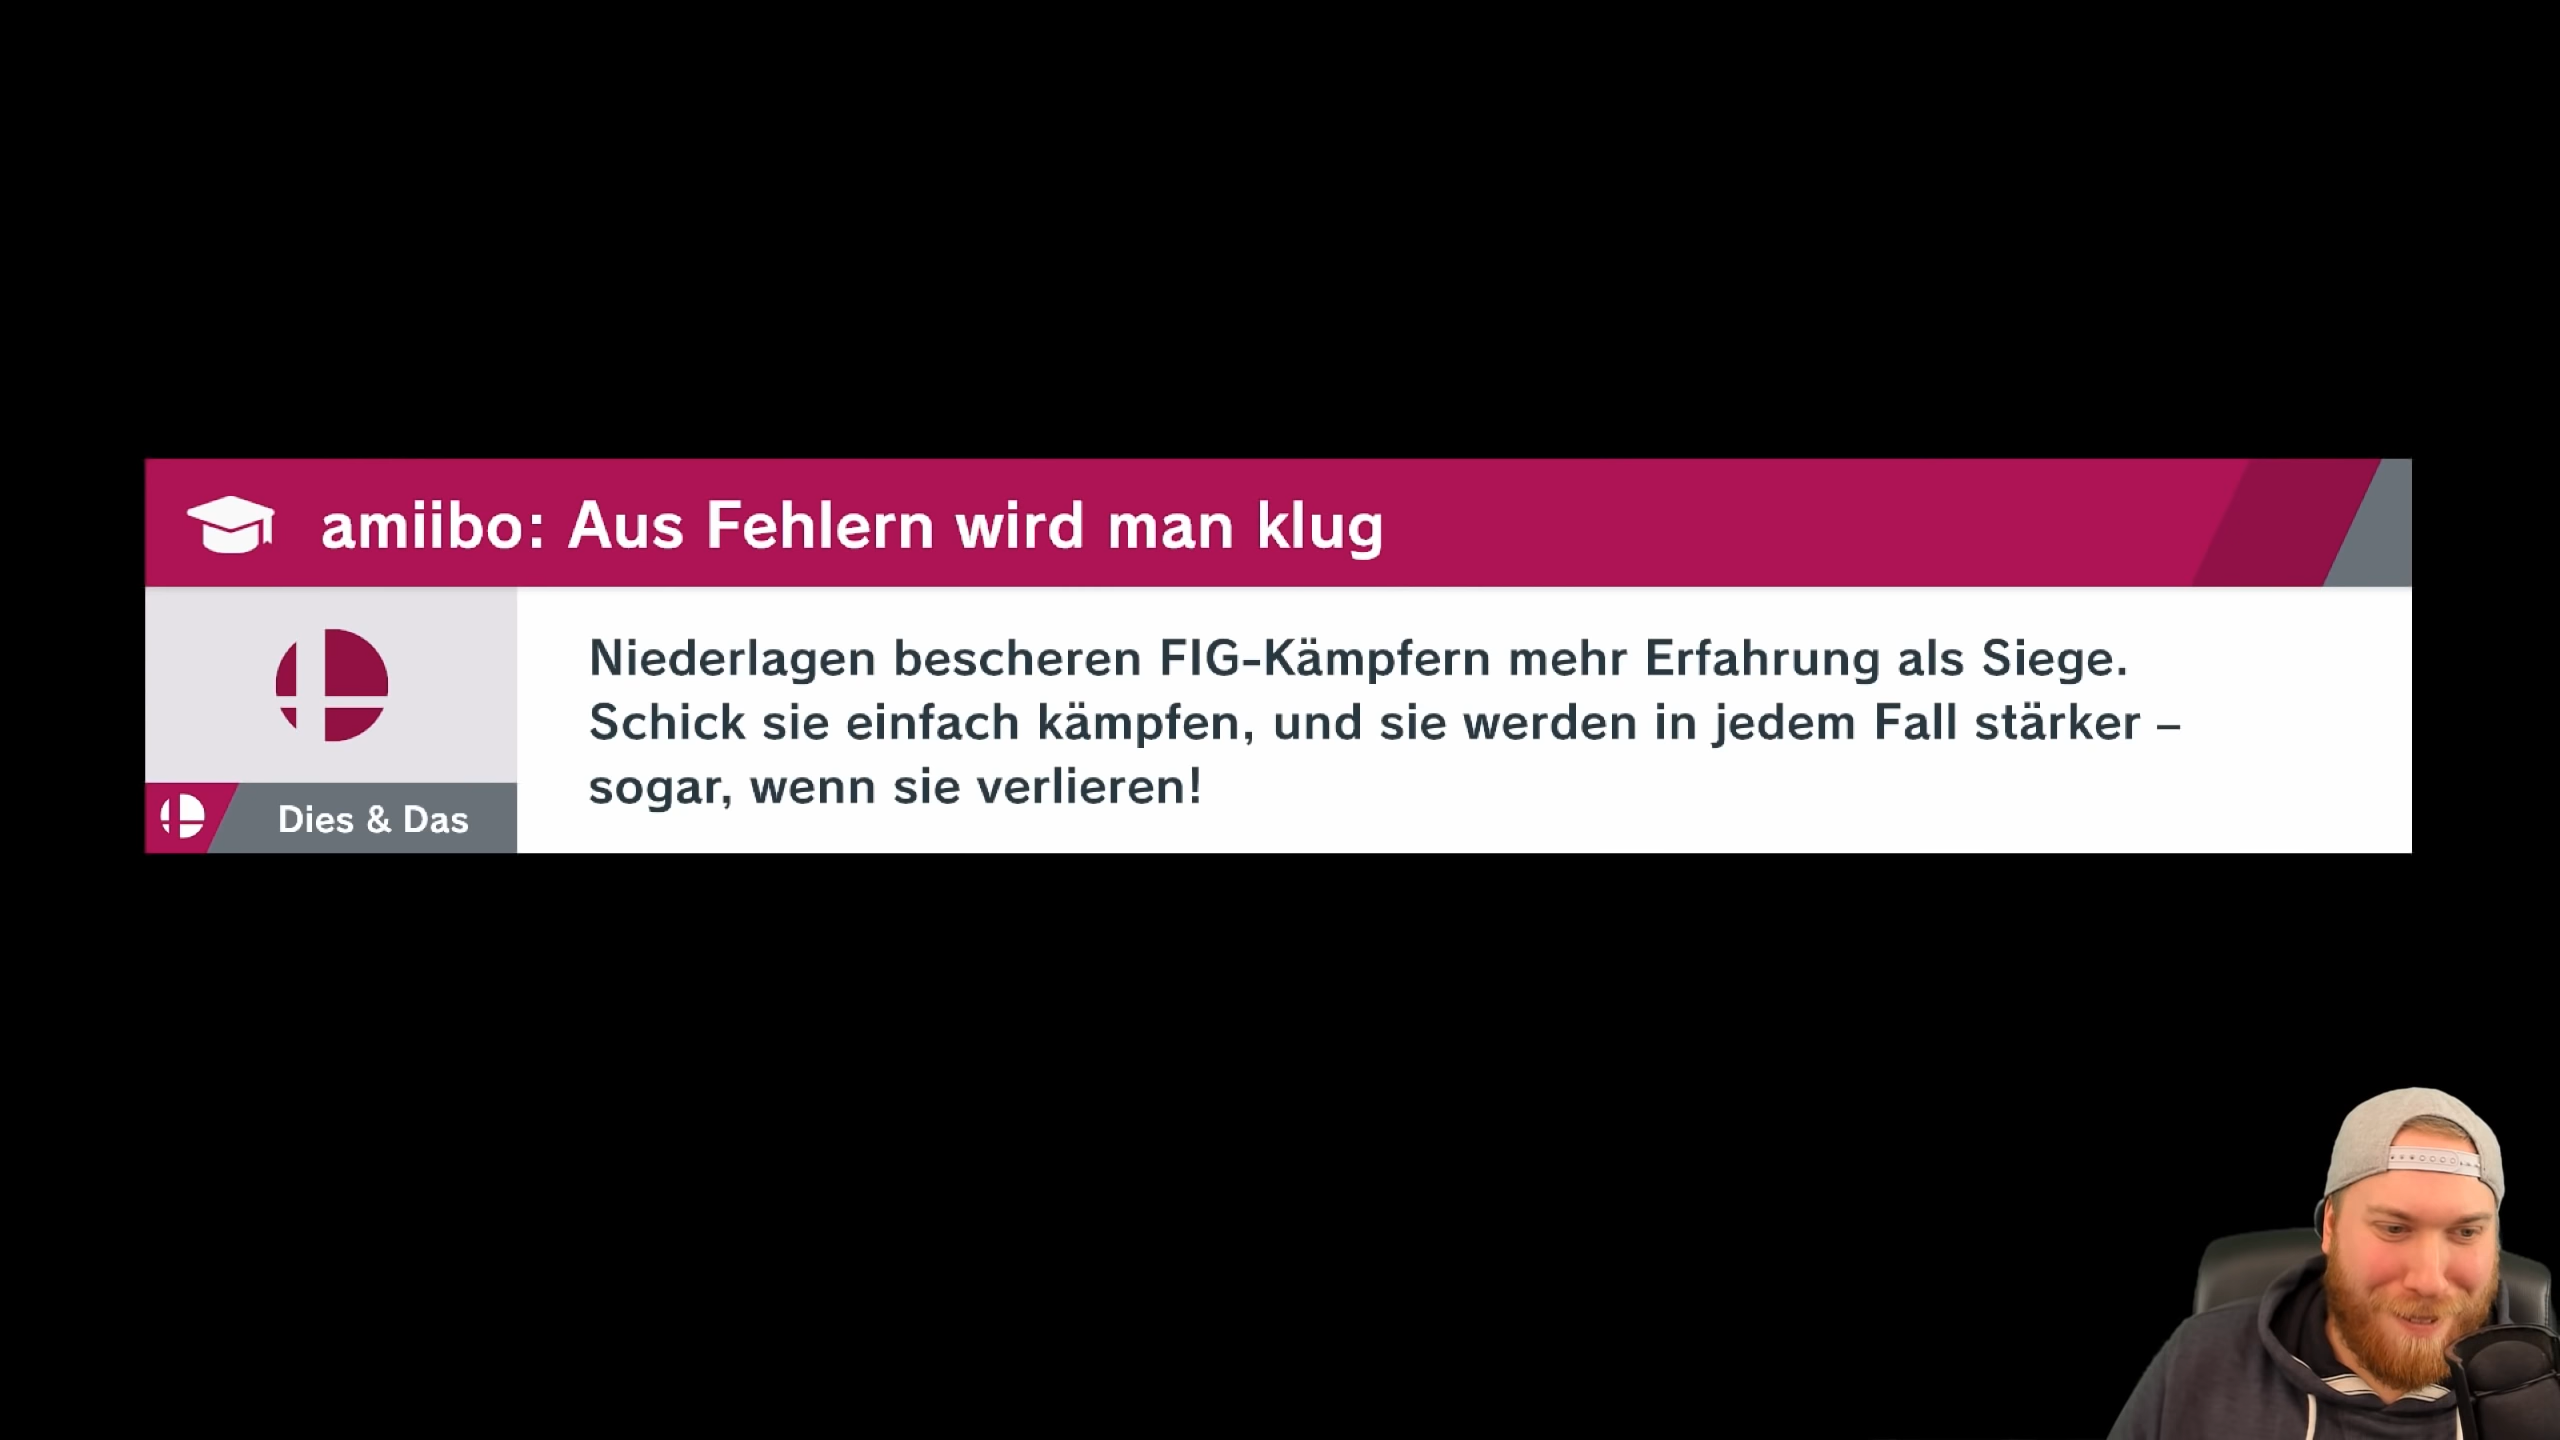 amiibo: Aus Fehlern wird man klug
Niederlagen bescheren FIG-Kämpfern mehr Erfahrung als Siege.
Schick sie einfach kämpfen, und sie werden in jedem Fall stärker –
sogar, wenn sie verlieren!
Dies & Das